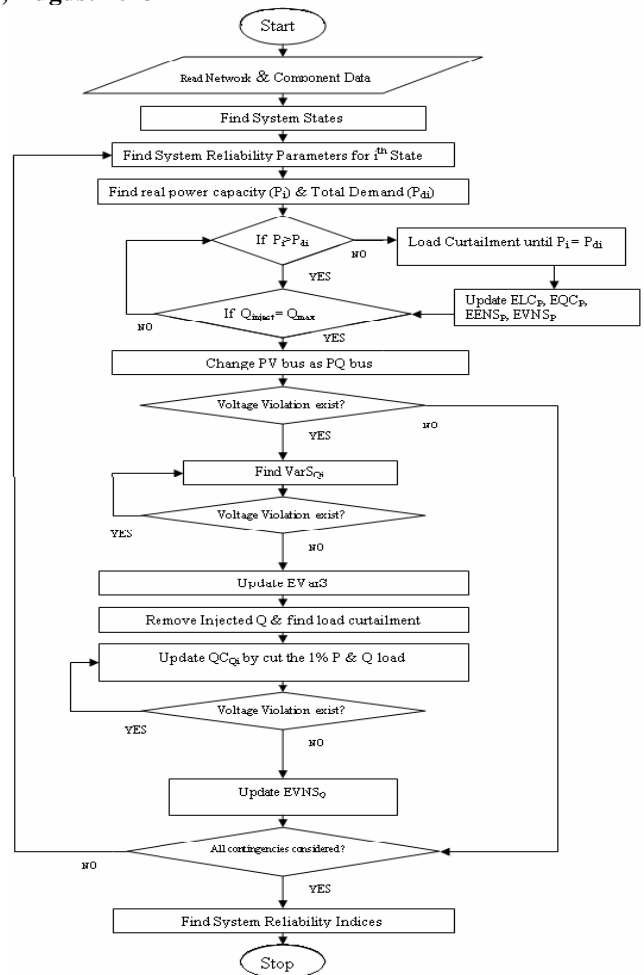 Start
Read Network & Component Data
Find System States
Find System Reliability Parameters for ith State
Find real power capacity (Pi) & Total Demand (Pdi)
If Pi>Pdi
NO
Load Curtailment until Pi = Pdi
YES
Update ELCP, EQCP,
EENSP, EVNSP
If Qinject= Qmax
NO
YES
Change PV bus as PQ bus
Voltage Violation exist?
NO
YES
Find VarSQi
Voltage Violation exist?
YES
NO
Update EVarS
Remove Injected Q & find load curtailment
Update QCQi by cut the 1% P & Q load
Voltage Violation exist?
YES
NO
Update EVNSQ
All contingencies considered?
NO
YES
Find System Reliability Indices
Stop